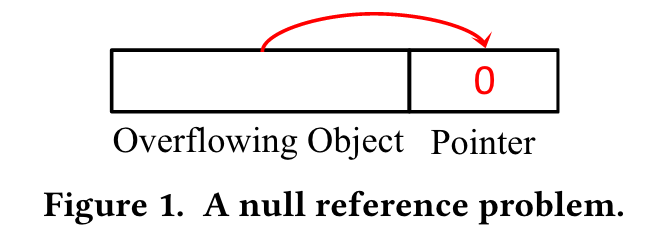 0
Overflowing Object Pointer
Figure 1. A null reference problem.